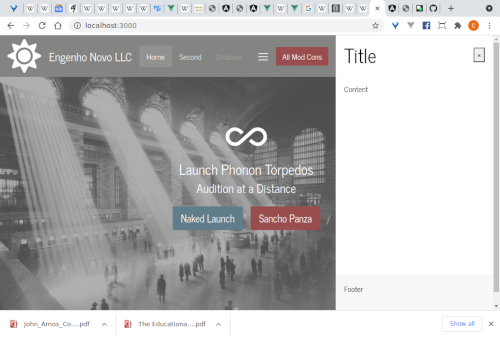 localhost:3000
Engenho Novo LLC
Home
Second
Disabled
All Mod Cons
Title
×
Content
Launch Phonon Torpedos
Audition at a Distance
Naked Launch
Sancho Panza
Footer
John_Amos_Co....pdf
The Educationa....pdf
Show all